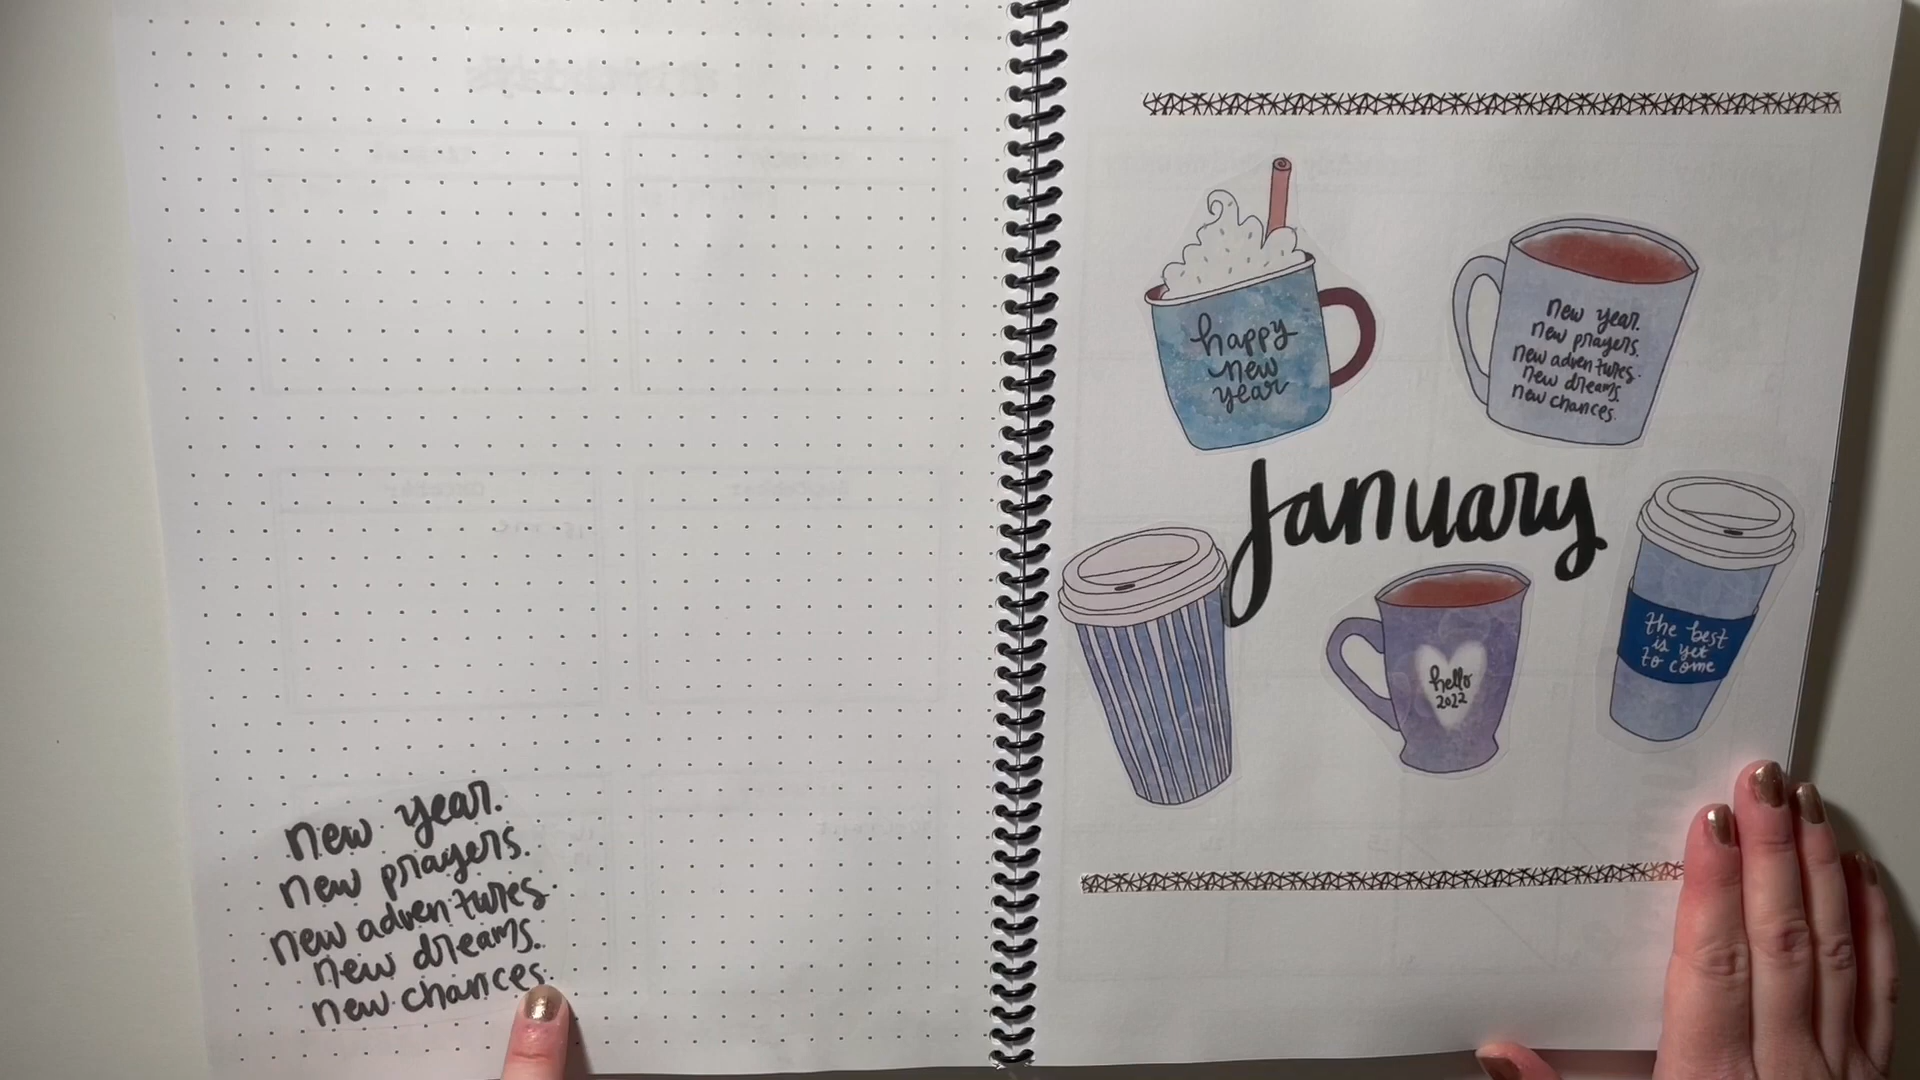 new year.
new prayers.
new adventures.
new dreams.
new chances.
happy
new
year
new year.
new prayers.
new adventures.
new dreams.
new chances.
January
hello
2022
the best
is yet
to come